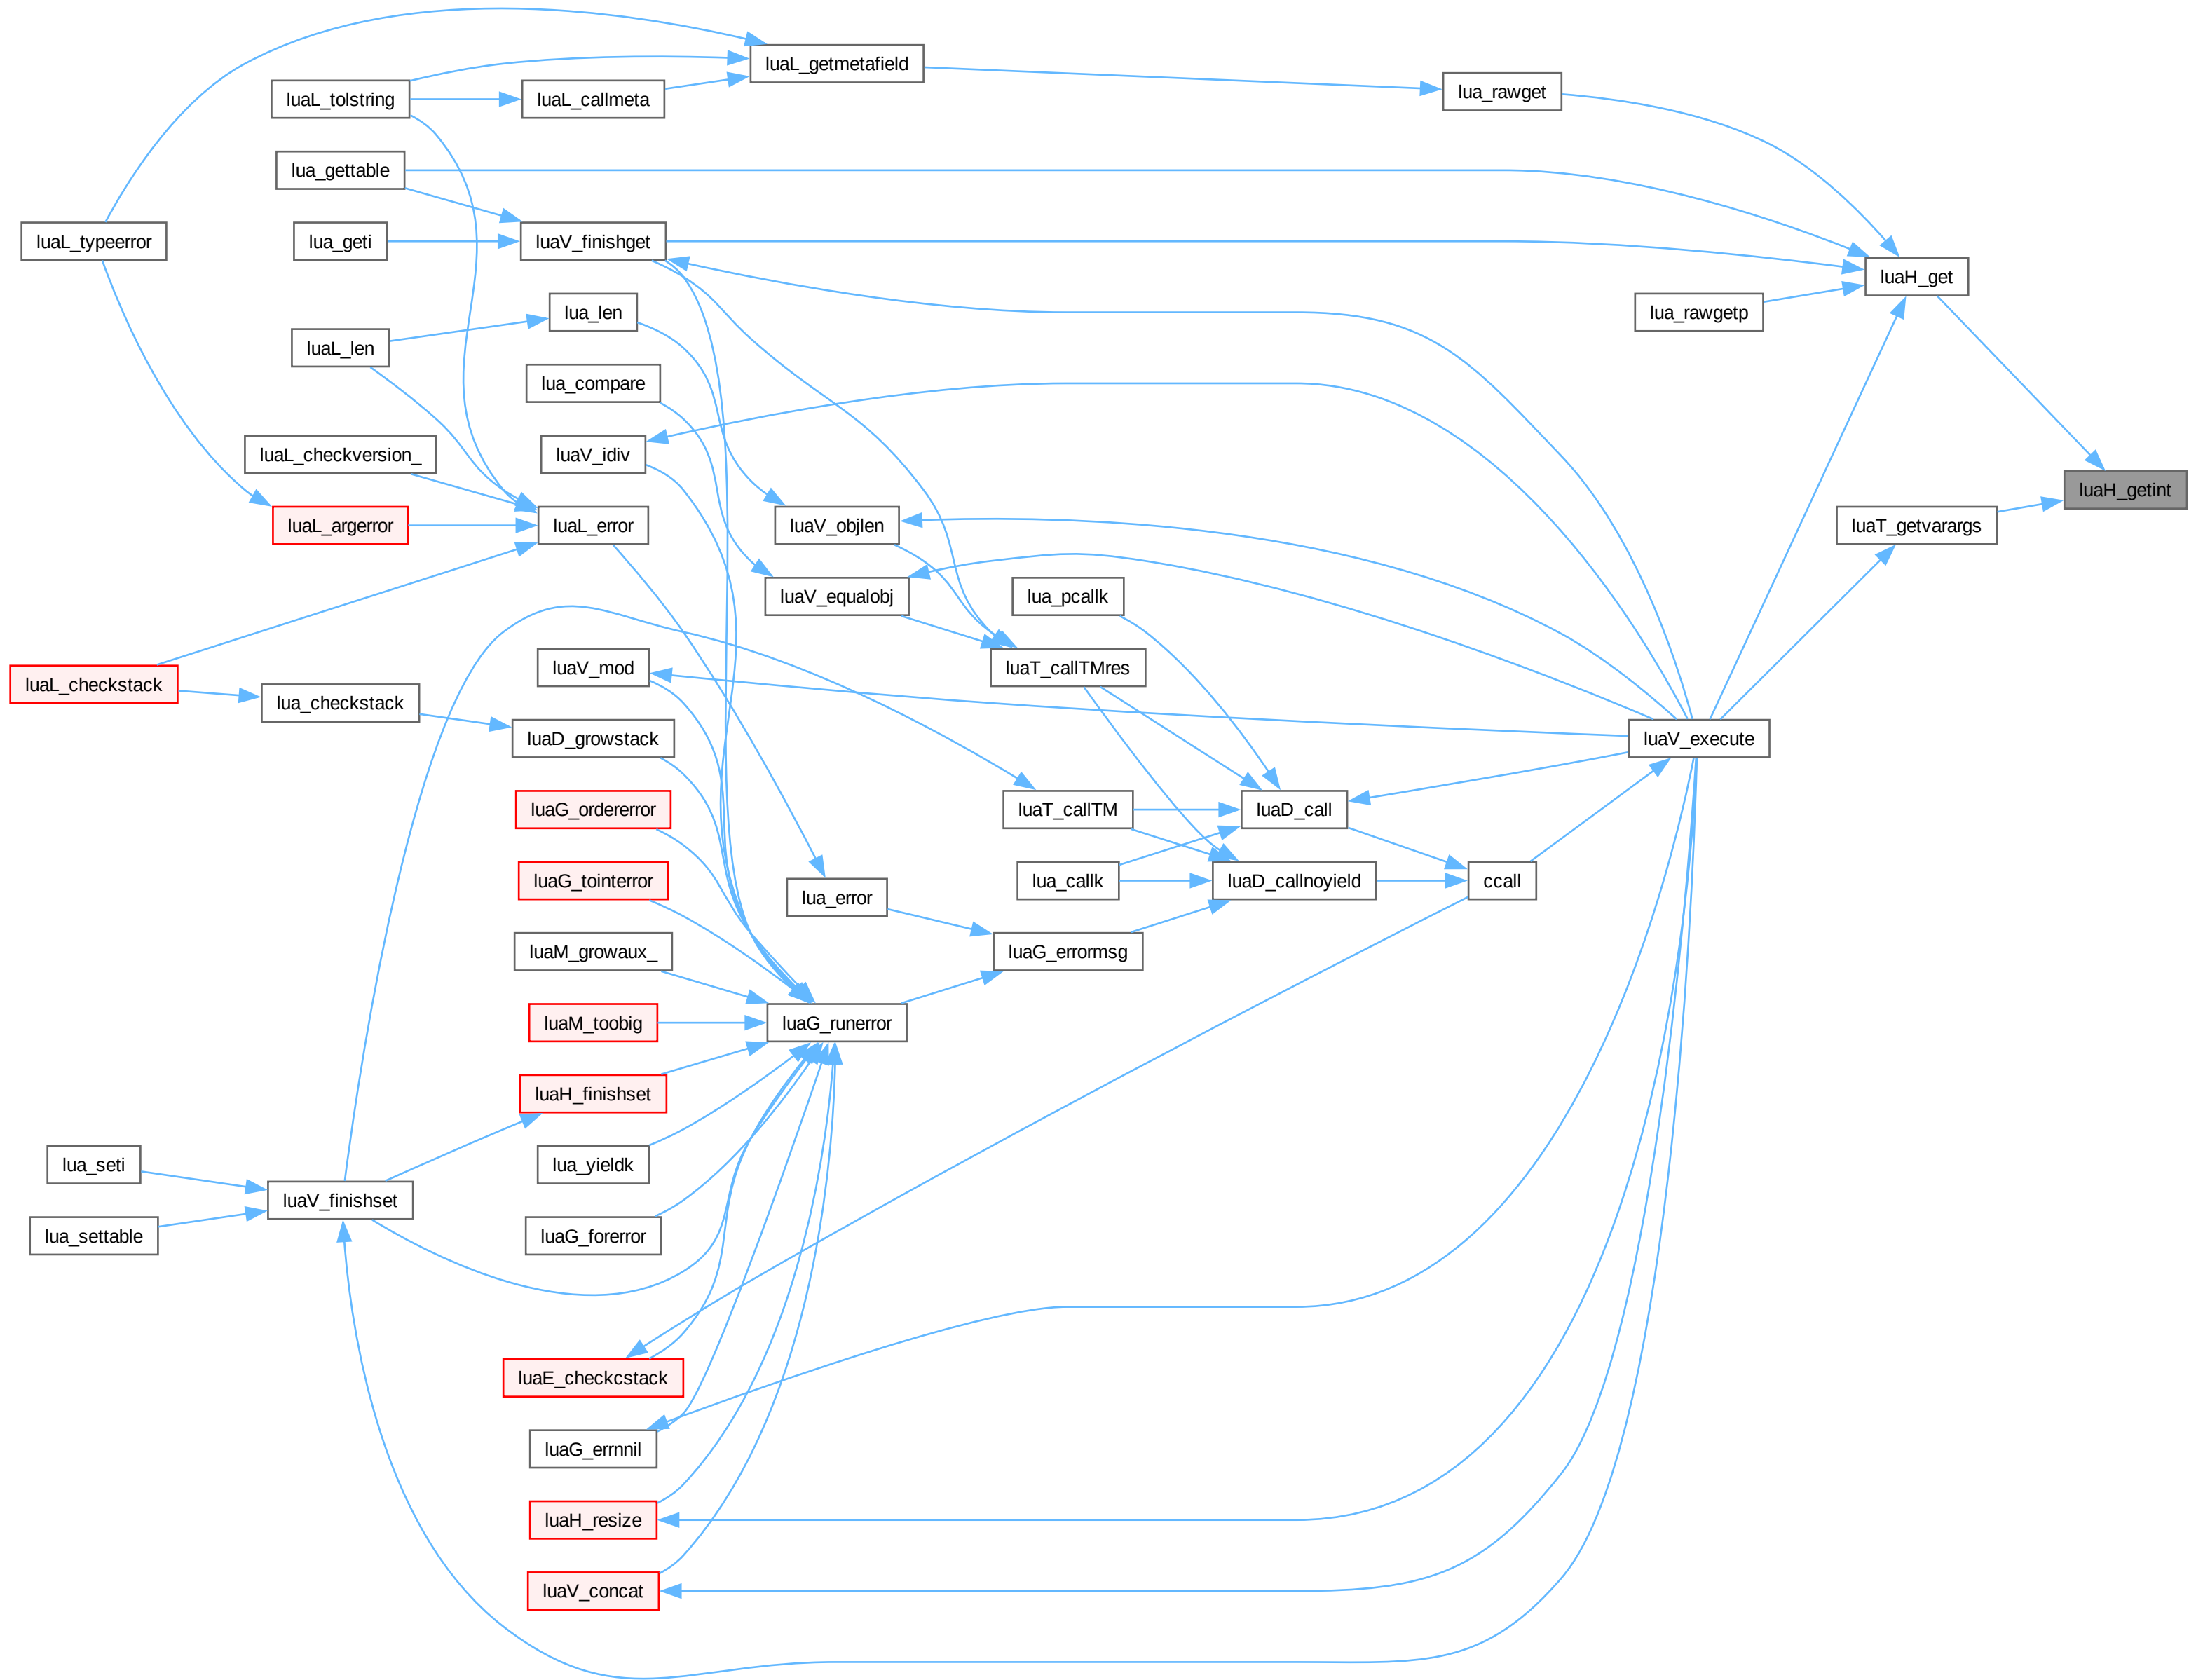 luaL_getmetafield
luaL_tolstring
luaL_callmeta
lua_rawget
lua_gettable
luaL_typeerror
lua_geti
luaV_finishget
luaH_get
lua_len
lua_rawgetp
luaL_len
lua_compare
luaL_checkversion_
luaV_idiv
luaH_getint
luaL_argerror
luaL_error
luaV_objlen
luaT_getvarargs
luaV_equalobj
lua_pcallk
luaV_mod
luaT_callTMres
luaL_checkstack
lua_checkstack
luaD_growstack
luaV_execute
luaG_ordererror
luaT_callTM
luaD_call
luaG_tointerror
lua_error
lua_callk
luaD_callnoyield
ccall
luaM_growaux_
luaG_errormsg
luaM_toobig
luaG_runerror
luaH_finishset
lua_seti
lua_yieldk
luaV_finishset
lua_settable
luaG_forerror
luaE_checkcstack
luaG_errnnil
luaH_resize
luaV_concat